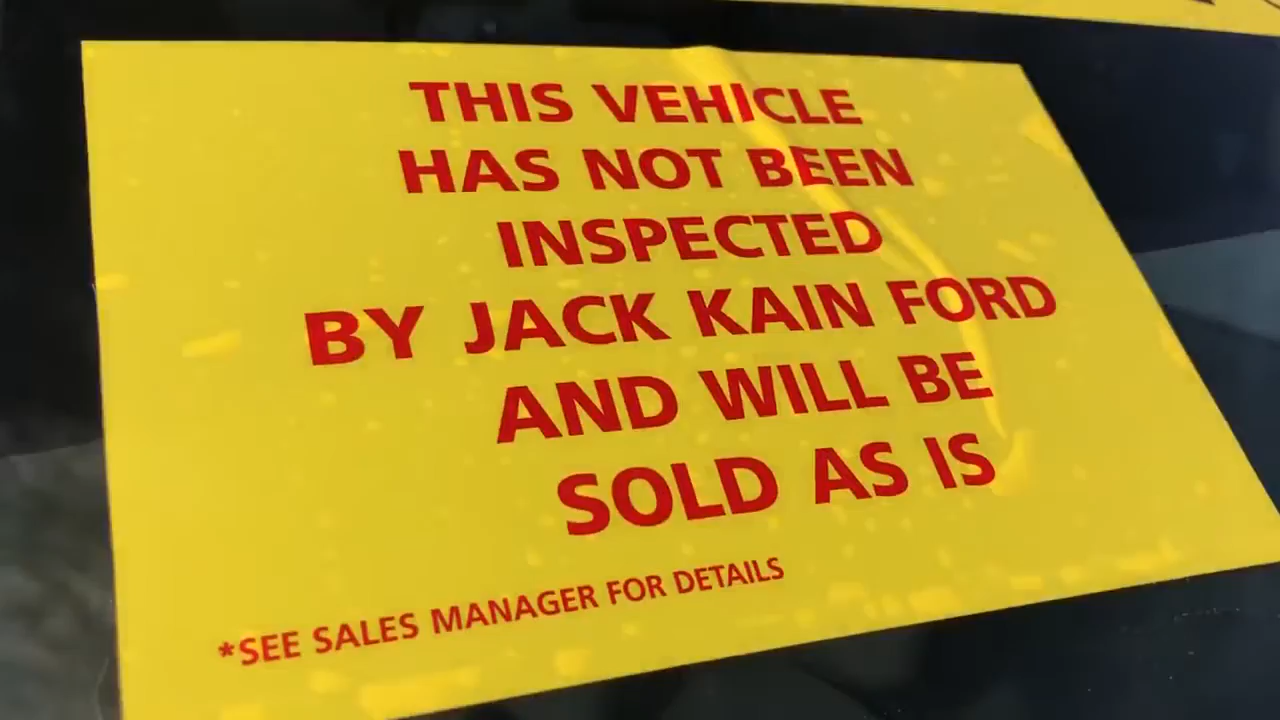 THIS VEHICLE
HAS NOT BEEN
INSPECTED
BY JACK KAIN FORD
AND WILL BE
SOLD AS IS
*SEE SALES MANAGER FOR DETAILS